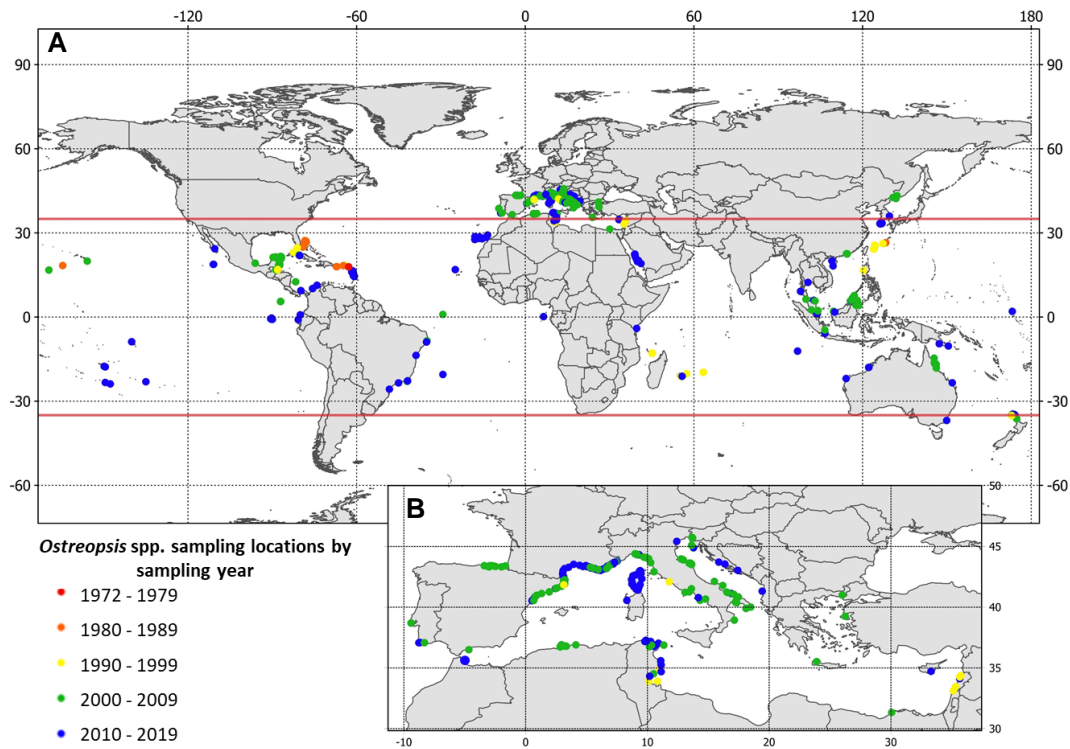 -120 -60 0 60 120 180
A
90 90
60 60
30 30
0 0
-30 -30
-60 -60
B
50
45
40
35
30
-10 0 10 20 30
Ostreopsis spp. sampling locations by
sampling year
1972 - 1979
1980 - 1989
1990 - 1999
2000 - 2009
2010 - 2019